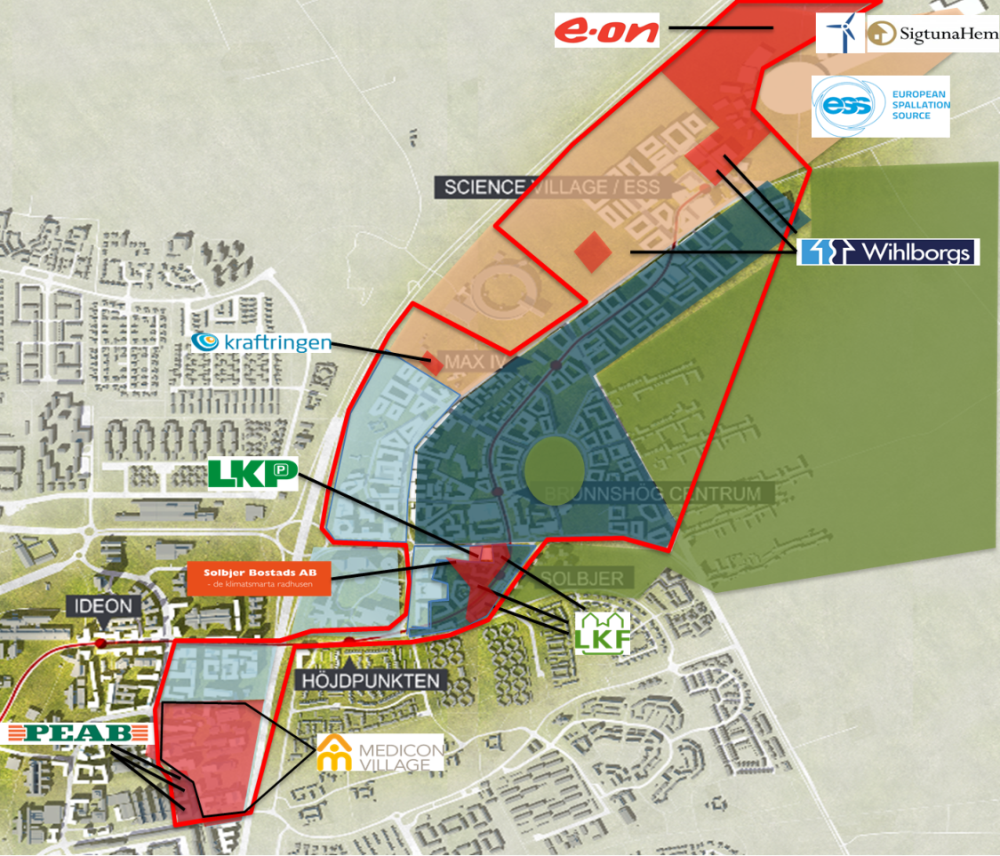 e·on
SigtunaHem
ess
EUROPEAN
SPALLATION
SOURCE
SCIENCE VILLAGE / ESS
Wihlborgs
kraftringen
MAX IV
LKP
P
BRUNNSHÖG CENTRUM
Solbjer Bostads AB
- de klimatsmarta radhusen
SOLBJER
IDEON
LKF
HÖJDPUNKTEN
PEAB
MEDICON
VILLAGE